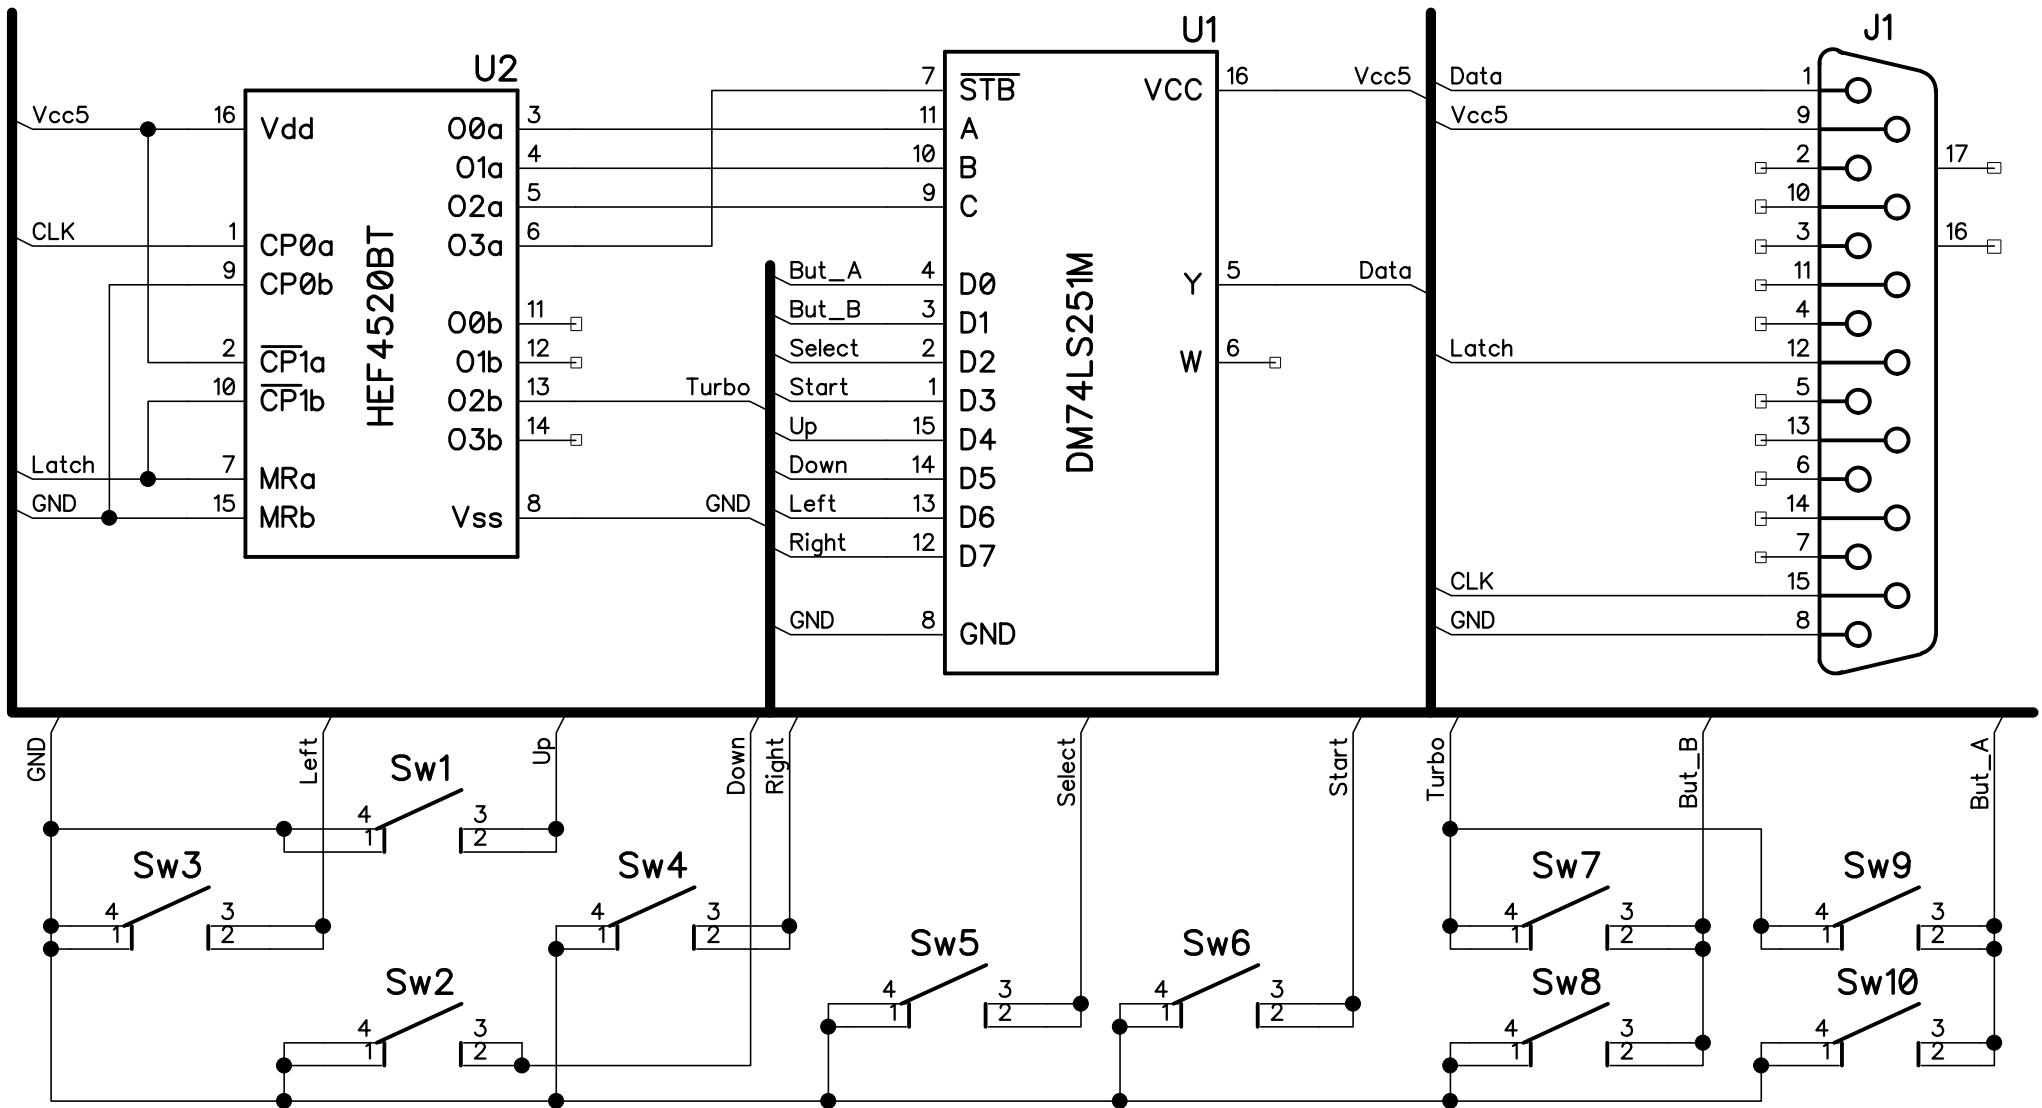 U2
HEF4520BT
Vcc5 16 Vdd
CLK 1 CP0a
9 CP0b
2 CP1a
10 CP1b
Latch 7 MRa
GND 15 MRb
O0a 3
O1a 4
O2a 5
O3a 6
O0b 11
O1b 12
O2b 13 Turbo
O3b 14
Vss 8 GND
U1
DM74LS251M
7 STB
11 A
10 B
9 C
But_A 4 D0
But_B 3 D1
Select 2 D2
Start 1 D3
Up 15 D4
Down 14 D5
Left 13 D6
Right 12 D7
GND 8 GND
VCC 16 Vcc5
Y 5 Data
W 6
J1
Data 1
Vcc5 9
2
10
3
11
4
Latch 12
5
13
6
14
7
CLK 15
GND 8
17
16
GND
Left
Up
Down
Right
Select
Start
Turbo
But_B
But_A
Sw1
4 3
1 2
Sw3
4 3
1 2
Sw4
4 3
1 2
Sw2
4 3
1 2
Sw5
4 3
1 2
Sw6
4 3
1 2
Sw7
4 3
1 2
Sw9
4 3
1 2
Sw8
4 3
1 2
Sw10
4 3
1 2